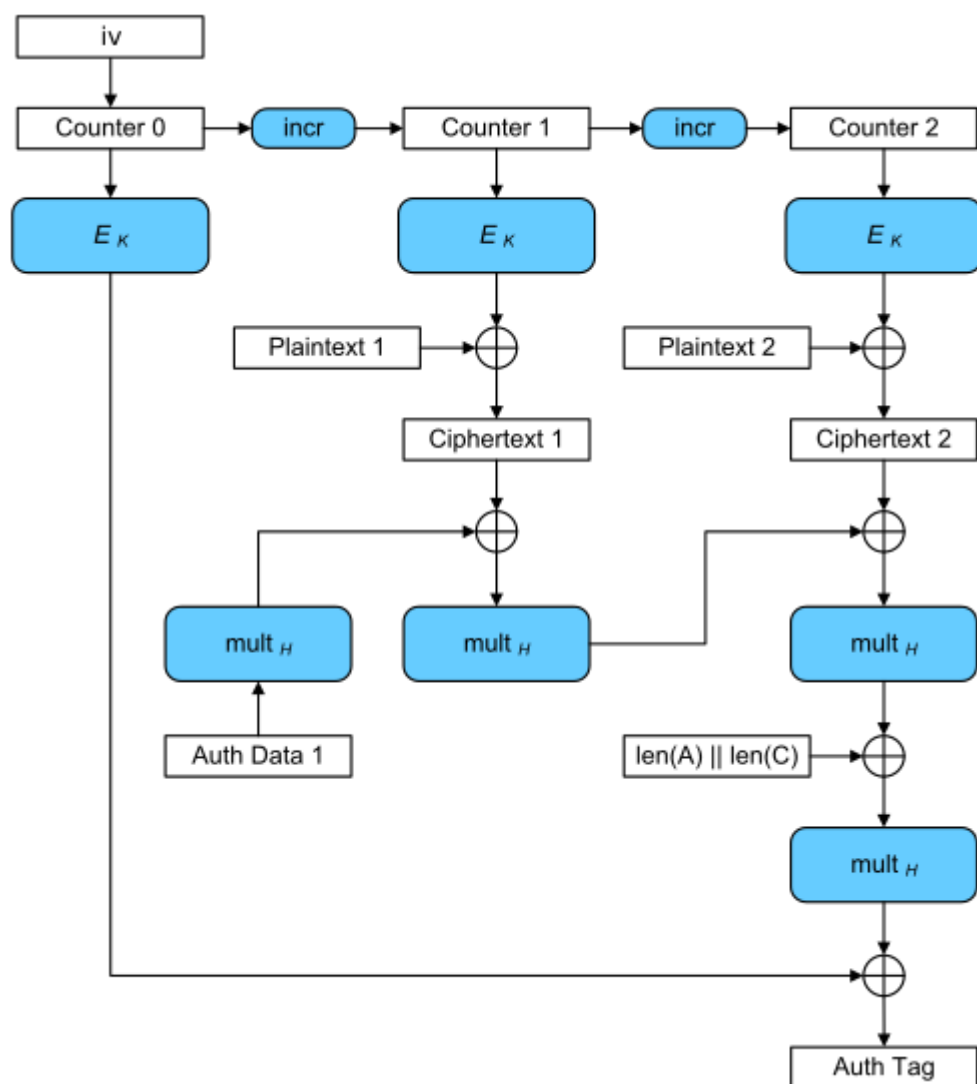 iv
Counter 0
incr
Counter 1
incr
Counter 2
E K
E K
E K
Plaintext 1
Plaintext 2
Ciphertext 1
Ciphertext 2
mult H
mult H
mult H
Auth Data 1
len(A) || len(C)
mult H
Auth Tag